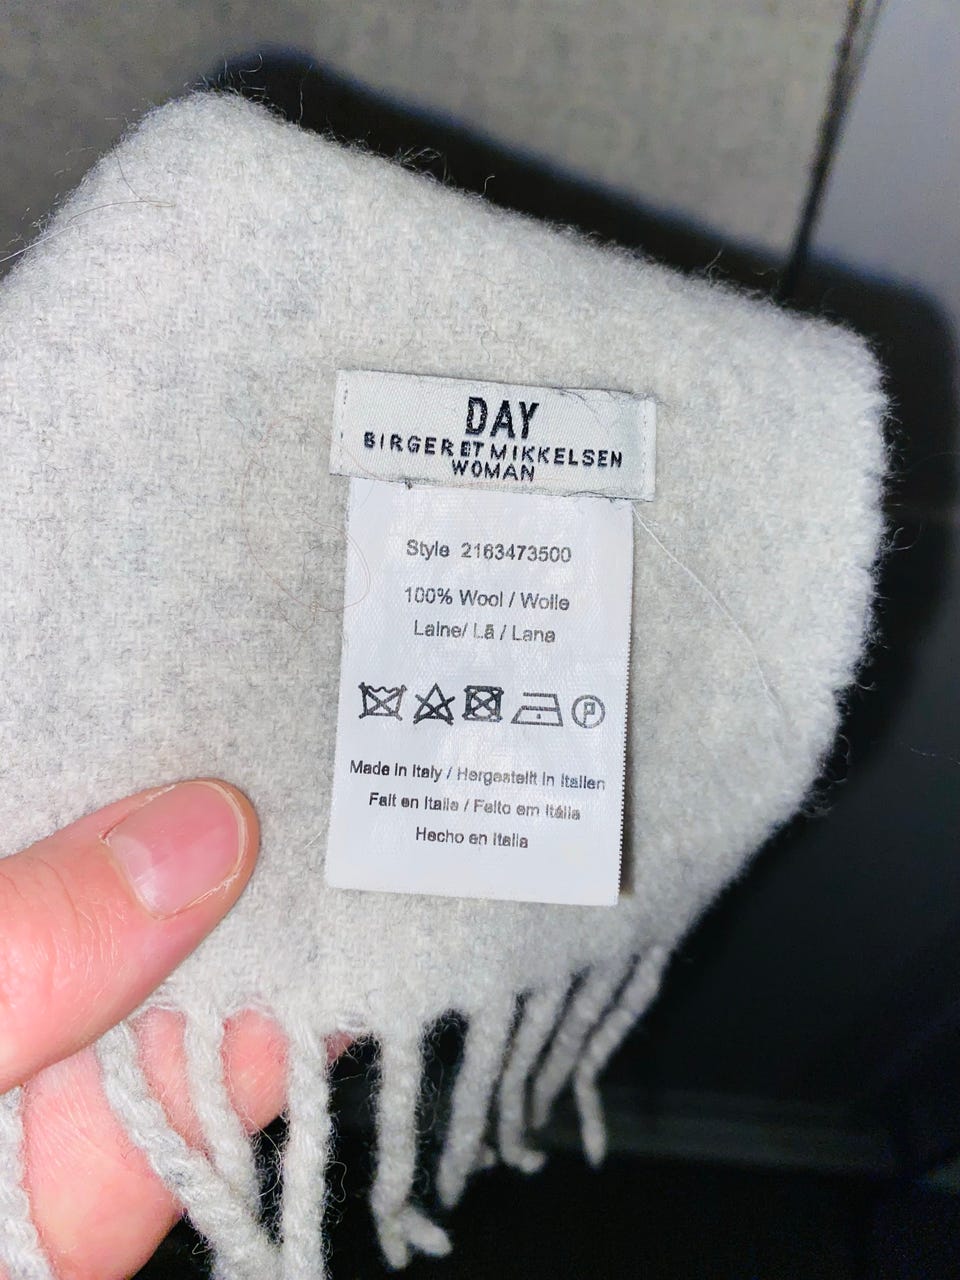 DAY
BIRGER ET MIKKELSEN
WOMAN
Style 2163473500
100% Wool / Wolle
Laine/ Lã / Lana
P
Made in Italy / Hergestellt in Italien
Fait en Italie / Feito em Itália
Hecho en Italia